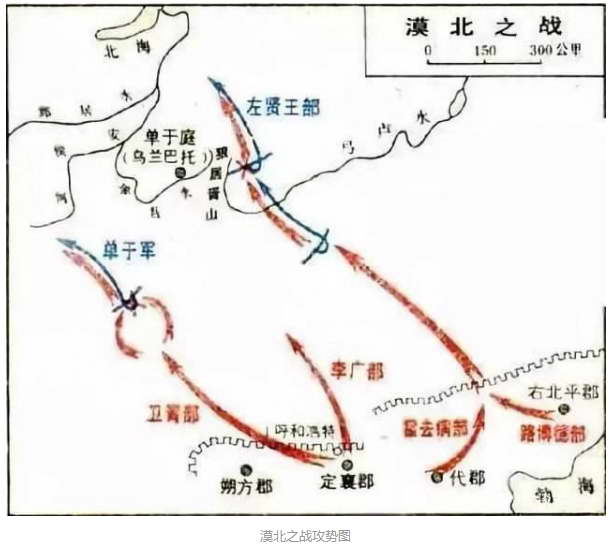 漠北之战
0 150 300公里
北海
郅居水
安侯河
单于庭
(乌兰巴托)
余吾水
狼居胥山
弓卢水
左贤王部
单于军
李广部
卫青部
呼和浩特
霍去病部
右北平郡
路博德部
朔方郡
定襄郡
代郡
渤海
漠北之战攻势图